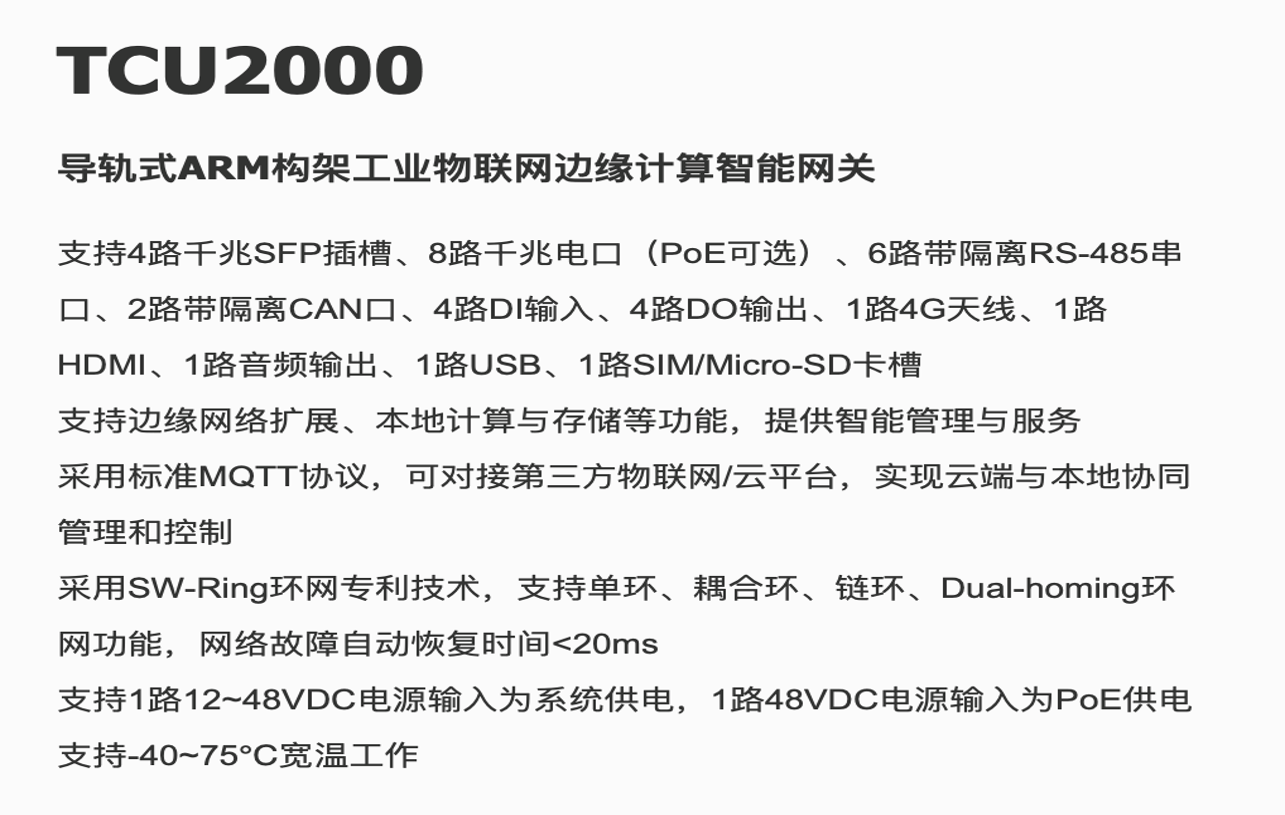 TCU2000
导轨式ARM构架工业物联网边缘计算智能网关
支持4路千兆SFP插槽、8路千兆电口（PoE可选）、6路带隔离RS-485串
口、2路带隔离CAN口、4路DI输入、4路DO输出、1路4G天线、1路
HDMI、1路音频输出、1路USB、1路SIM/Micro-SD卡槽
支持边缘网络扩展、本地计算与存储等功能，提供智能管理与服务
采用标准MQTT协议，可对接第三方物联网/云平台，实现云端与本地协同
管理和控制
采用SW-Ring环网专利技术，支持单环、耦合环、链环、Dual-homing环
网功能，网络故障自动恢复时间<20ms
支持1路12~48VDC电源输入为系统供电，1路48VDC电源输入为PoE供电
支持-40~75°C宽温工作